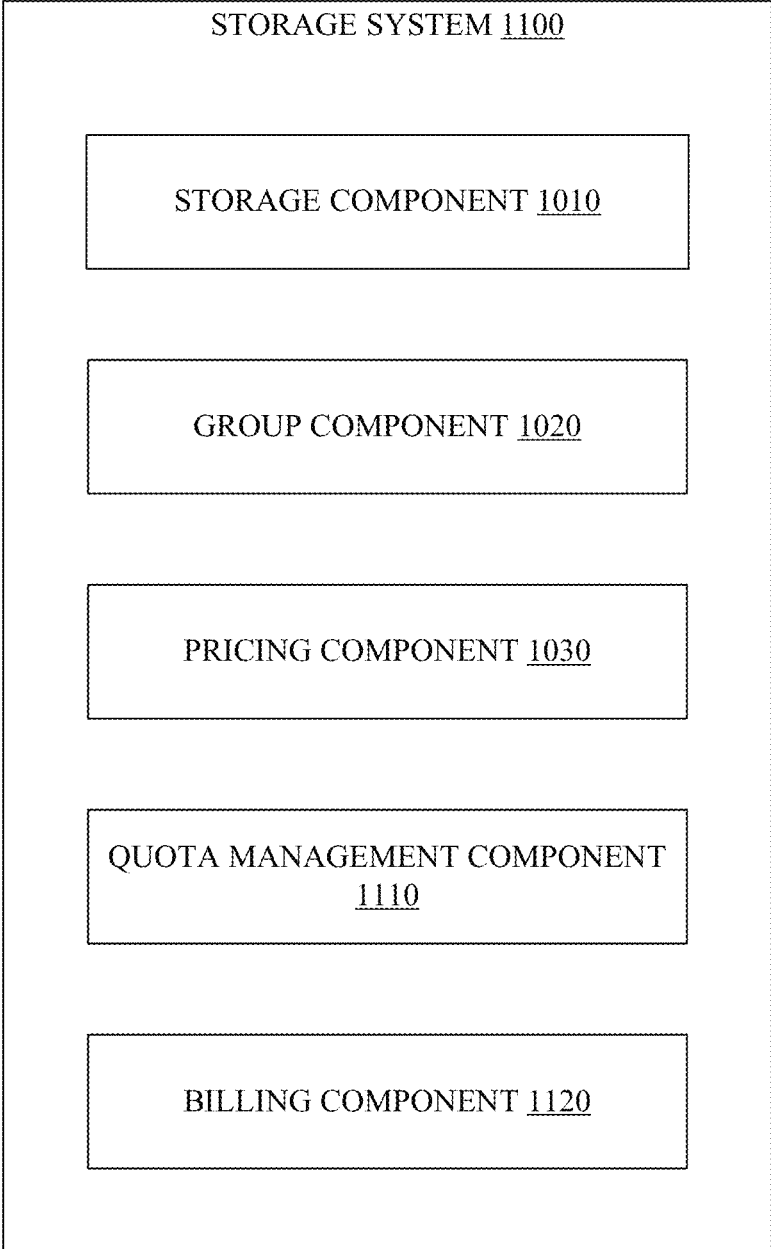 STORAGE SYSTEM 1100
STORAGE COMPONENT 1010
GROUP COMPONENT 1020
PRICING COMPONENT 1030
QUOTA MANAGEMENT COMPONENT
1110
BILLING COMPONENT 1120